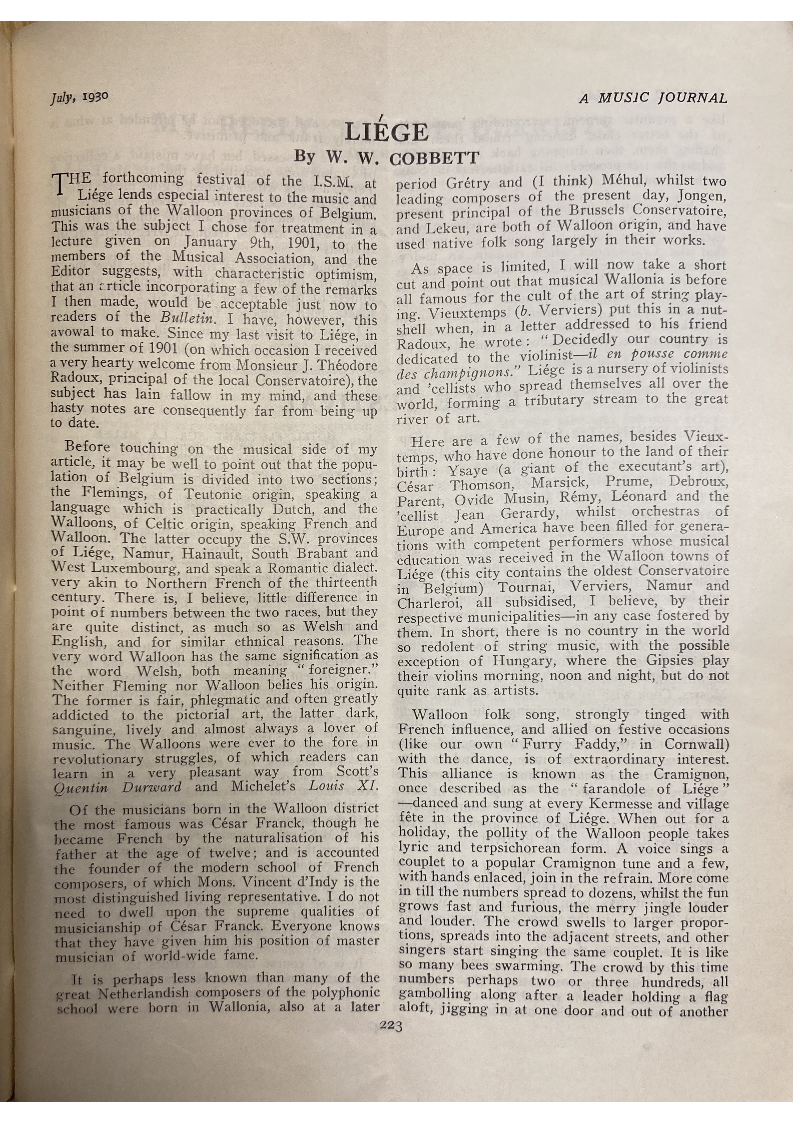 July, 1930
A MUSIC JOURNAL
LIÉGE
By W. W. COBBETT
THE forthcoming festival of the I.S.M. at
Liége lends especial interest to the music and
musicians of the Walloon provinces of Belgium.
This was the subject I chose for treatment in a
lecture given on January 9th, 1901, to the
members of the Musical Association, and the
Editor suggests, with characteristic optimism,
that an article incorporating a few of the remarks
I then made, would be acceptable just now to
readers of the Bulletin. I have, however, this
avowal to make. Since my last visit to Liége, in
the summer of 1901 (on which occasion I received
a very hearty welcome from Monsieur J. Théodore
Radoux, principal of the local Conservatoire), the
subject has lain fallow in my mind, and these
hasty notes are consequently far from being up
to date.
Before touching on the musical side of my
article, it may be well to point out that the popu-
lation of Belgium is divided into two sections;
the Flemings, of Teutonic origin, speaking a
language which is practically Dutch, and the
Walloons, of Celtic origin, speaking French and
Walloon. The latter occupy the S.W. provinces
of Liége, Namur, Hainault, South Brabant and
West Luxembourg, and speak a Romantic dialect.
very akin to Northern French of the thirteenth
century. There is, I believe, little difference in
point of numbers between the two races, but they
are quite distinct, as much so as Welsh and
English, and for similar ethnical reasons. The
very word Walloon has the same signification as
the word Welsh, both meaning "foreigner."
Neither Fleming nor Walloon belies his origin.
The former is fair, phlegmatic and often greatly
addicted to the pictorial art, the latter dark,
sanguine, lively and almost always a lover of
music. The Walloons were ever to the fore in
revolutionary struggles, of which readers can
learn in a very pleasant way from Scott's
Quentin Durward and Michelet's Louis XI.
Of the musicians born in the Walloon district
the most famous was César Franck, though he
became French by the naturalisation of his
father at the age of twelve; and is accounted
the founder of the modern school of French
composers, of which Mons. Vincent d'Indy is the
most distinguished living representative. I do not
need to dwell upon the supreme qualities of
musicianship of César Franck. Everyone knows
that they have given him his position of master
musician of world-wide fame.
It is perhaps less known than many of the
great Netherlandish composers of the polyphonic
school were born in Wallonia, also at a later
period Grétry and (I think) Méhul, whilst two
leading composers of the present day, Jongen,
present principal of the Brussels Conservatoire,
and Lekeu, are both of Walloon origin, and have
used native folk song largely in their works.
As space is limited, I will now take a short
cut and point out that musical Wallonia is before
all famous for the cult of the art of string play-
ing. Vieuxtemps (b. Verviers) put this in a nut-
shell when, in a letter addressed to his friend
Radoux, he wrote: "Decidedly our country is
dedicated to the violinist—il en pousse comme
des champignons." Liége is a nursery of violinists
and 'cellists who spread themselves all over the
world, forming a tributary stream to the great
river of art.
Here are a few of the names, besides Vieux-
temps, who have done honour to the land of their
birth: Ysaye (a giant of the executant's art),
César Thomson, Marsick, Prume, Debroux,
Parent, Ovide Musin, Rémy, Léonard and the
'cellist Jean Gerardy, whilst orchestras of
Europe and America have been filled for genera-
tions with competent performers whose musical
education was received in the Walloon towns of
Liége (this city contains the oldest Conservatoire
in Belgium) Tournai, Verviers, Namur and
Charleroi, all subsidised, I believe, by their
respective municipalities—in any case fostered by
them. In short, there is no country in the world
so redolent of string music, with the possible
exception of Hungary, where the Gipsies play
their violins morning, noon and night, but do not
quite rank as artists.
Walloon folk song, strongly tinged with
French influence, and allied on festive occasions
(like our own "Furry Faddy," in Cornwall)
with the dance, is of extraordinary interest.
This alliance is known as the Cramignon,
once described as the "farandole of Liége"
—danced and sung at every Kermesse and village
fête in the province of Liége. When out for a
holiday, the pollity of the Walloon people takes
lyric and terpsichorean form. A voice sings a
couplet to a popular Cramignon tune and a few,
with hands enlaced, join in the refrain. More come
in till the numbers spread to dozens, whilst the fun
grows fast and furious, the merry jingle louder
and louder. The crowd swells to larger propor-
tions, spreads into the adjacent streets, and other
singers start singing the same couplet. It is like
so many bees swarming. The crowd by this time
numbers perhaps two or three hundreds, all
gambolling along after a leader holding a flag
aloft, jigging in at one door and out of another
223